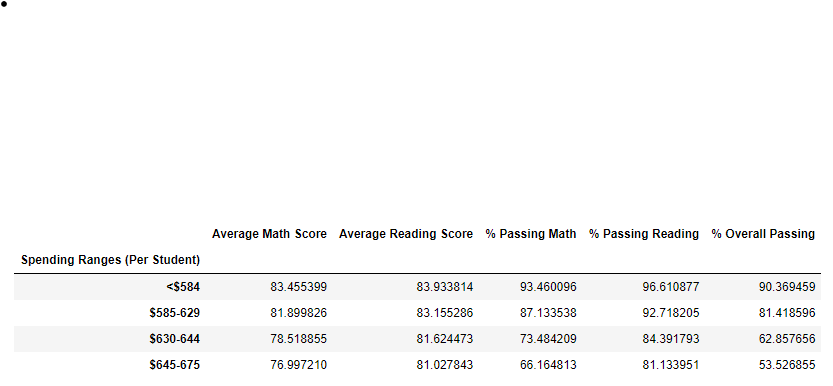 •
Average Math Score Average Reading Score % Passing Math % Passing Reading % Overall Passing
Spending Ranges (Per Student)
<$584 83.455399 83.933814 93.460096 96.610877 90.369459
$585-629 81.899826 83.155286 87.133538 92.718205 81.418596
$630-644 78.518855 81.624473 73.484209 84.391793 62.857656
$645-675 76.997210 81.027843 66.164813 81.133951 53.526855